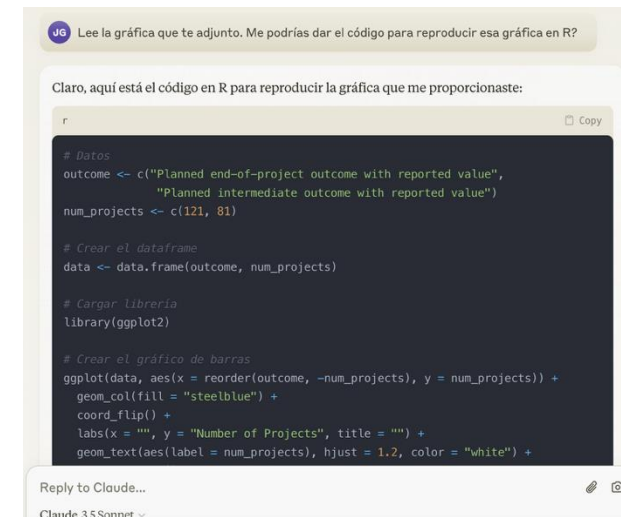 JG Lee la gráfica que te adjunto. Me podrías dar el código para reproducir esa gráfica en R?
Claro, aquí está el código en R para reproducir la gráfica que me proporcionaste:
r Copy
# Datos
outcome <- c("Planned end-of-project outcome with reported value",
"Planned intermediate outcome with reported value")
num_projects <- c(121, 81)
# Crear el dataframe
data <- data.frame(outcome, num_projects)
# Cargar librería
library(ggplot2)
# Crear el gráfico de barras
ggplot(data, aes(x = reorder(outcome, -num_projects), y = num_projects)) +
geom_col(fill = "steelblue") +
coord_flip() +
labs(x = "", y = "Number of Projects", title = "") +
geom_text(aes(label = num_projects), hjust = 1.2, color = "white") +
Reply to Claude...
Claude 3.5 Sonnet